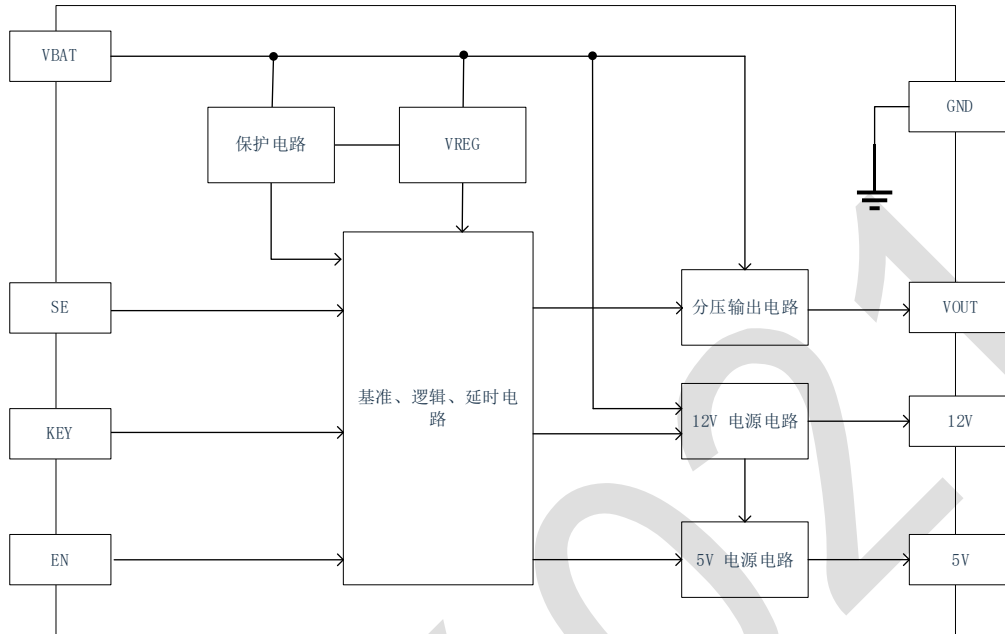 VBAT
GND
保护电路
VREG
SE
分压输出电路
VOUT
基准、逻辑、延时电
路
KEY
12V 电源电路
12V
EN
5V 电源电路
5V